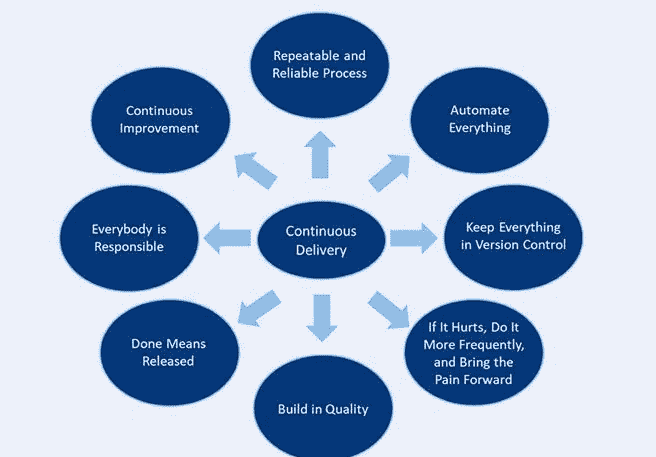 Repeatable and
Reliable Process
Continuous
Improvement
Automate
Everything
Everybody is
Responsible
Continuous
Delivery
Keep Everything
in Version Control
Done Means
Released
If It Hurts, Do It
More Frequently,
and Bring the
Pain Forward
Build in Quality